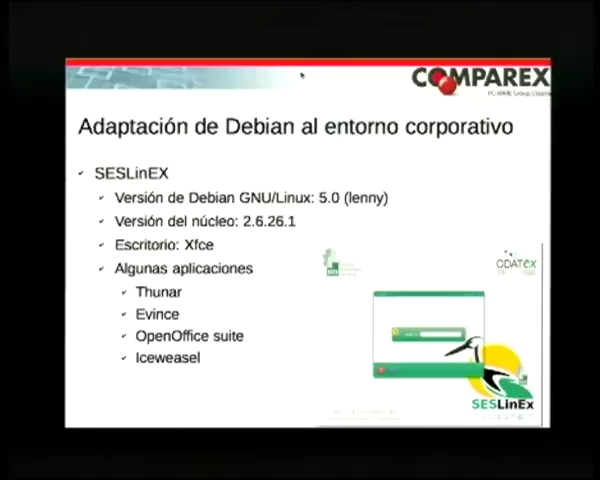 COMPAREX
Adaptación de Debian al entorno corporativo
SESLinEX
Versión de Debian GNU/Linux: 5.0 (lenny)
Versión del núcleo: 2.6.26.1
Escritorio: Xfce
Algunas aplicaciones
Thunar
Evince
OpenOffice suite
Iceweasel
CDATEX
SESLinEx